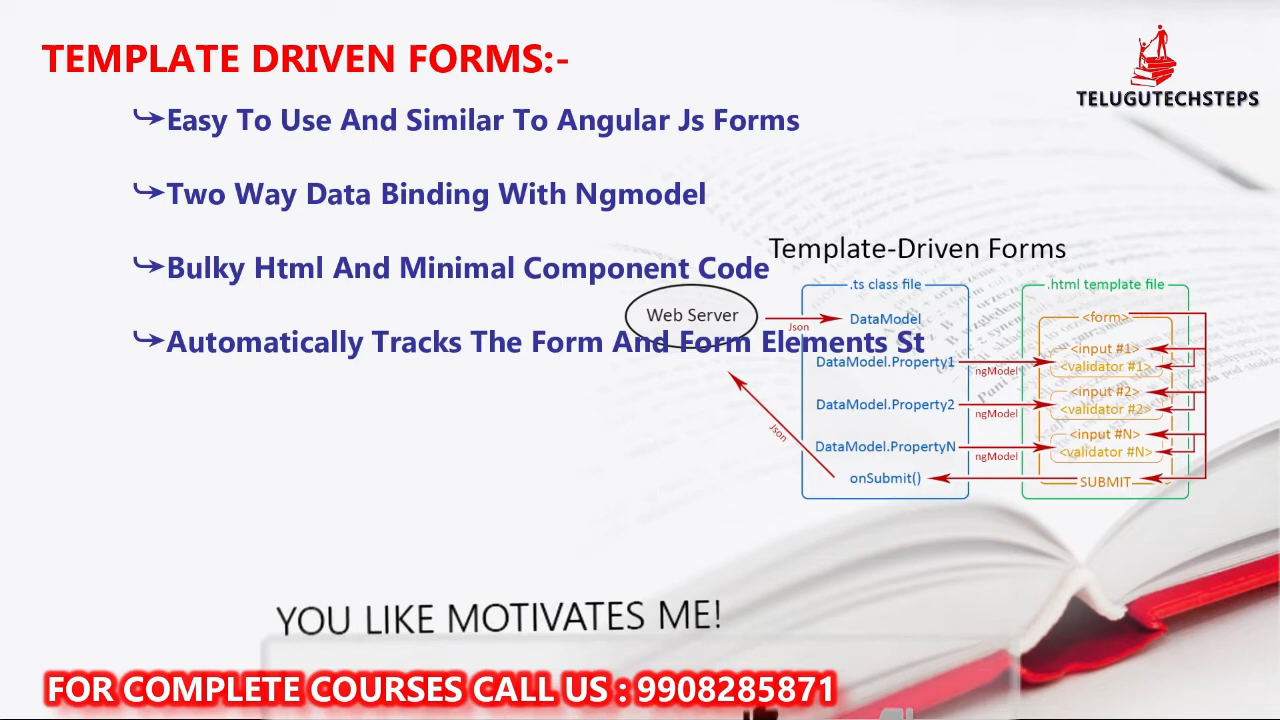 TEMPLATE DRIVEN FORMS:-
TELUGUTECHSTEPS
Easy To Use And Similar To Angular Js Forms
Two Way Data Binding With Ngmodel
Bulky Html And Minimal Component Code
Automatically Tracks The Form And Form Elements St
Template-Driven Forms
.ts class file
.html template file
Web Server
Json
DataModel
<form>
<input #1>
DataModel.Property1
ngModel
<validator #1>
<input #2>
DataModel.Property2
ngModel
<validator #2>
<input #N>
DataModel.PropertyN
ngModel
<validator #N>
Json
onSubmit()
SUBMIT
YOU LIKE MOTIVATES ME!
FOR COMPLETE COURSES CALL US : 9908285871